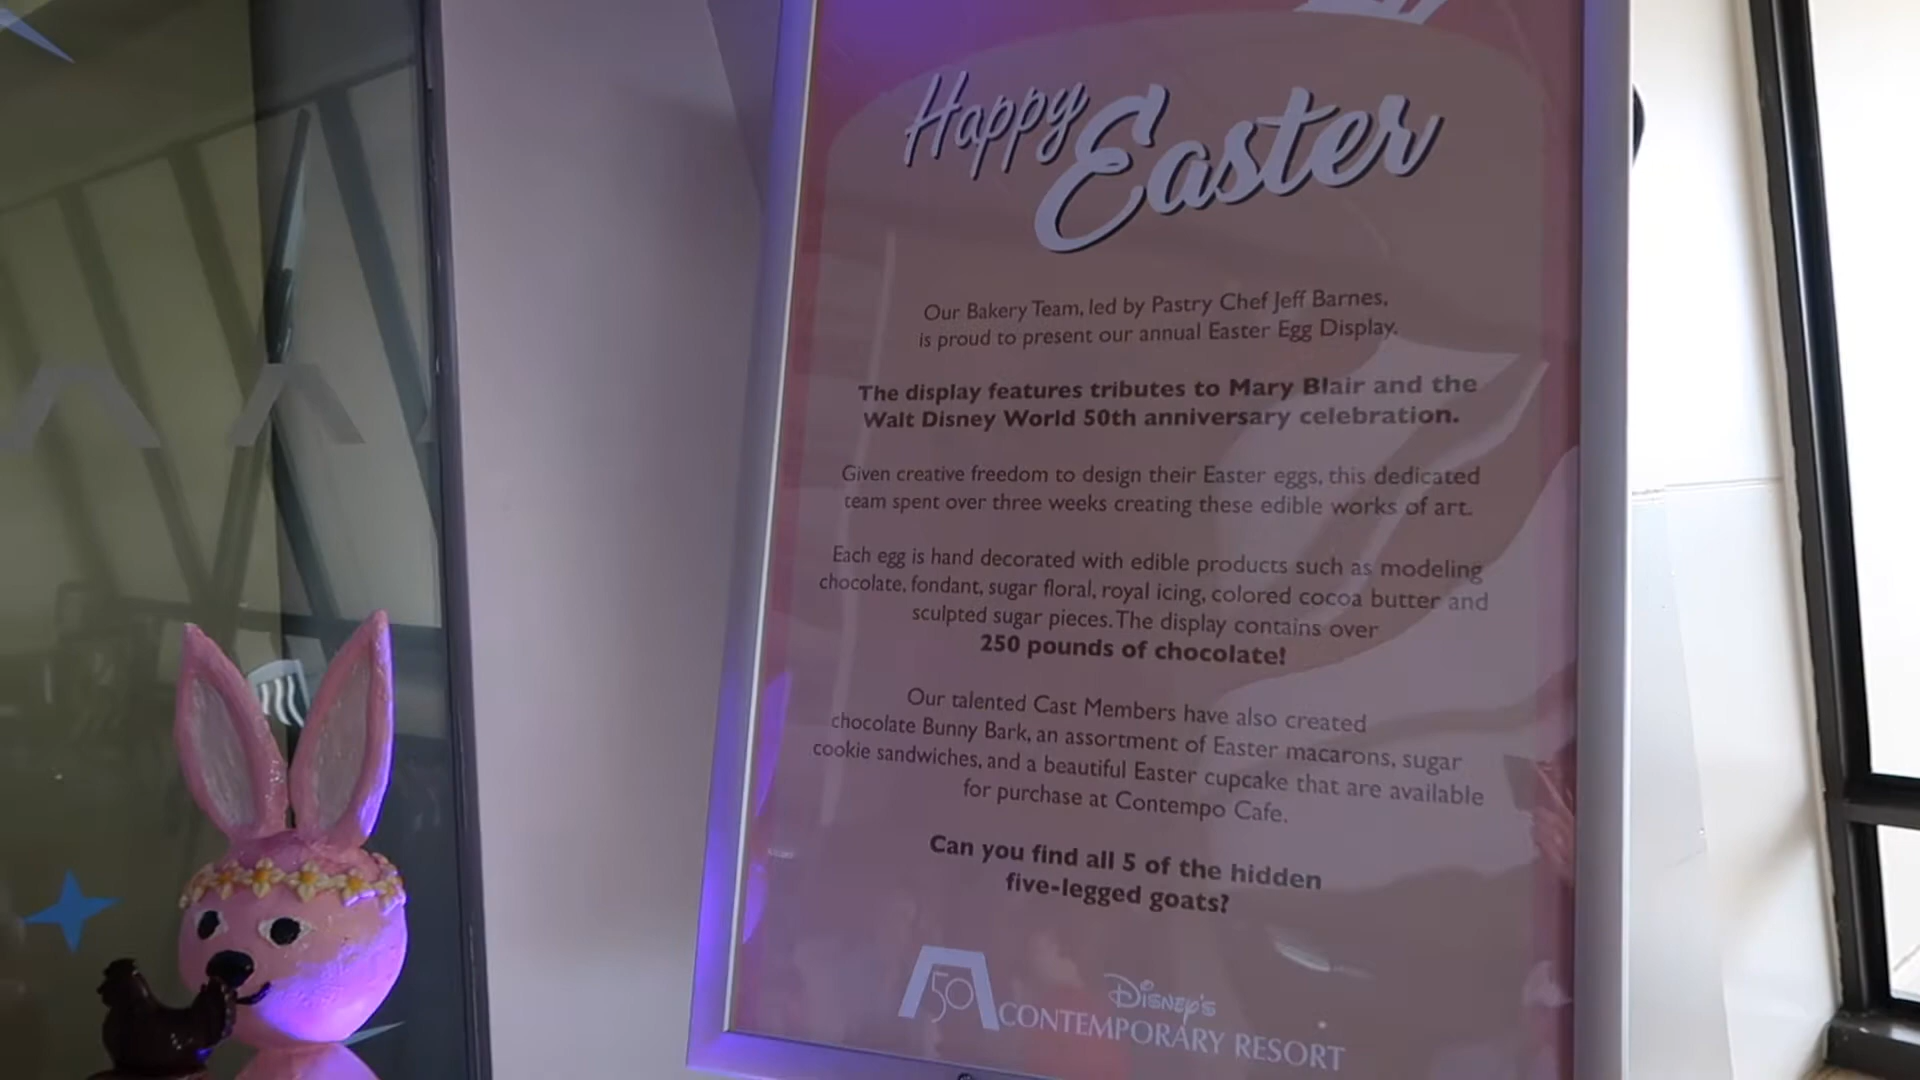 Happy
Easter
Our Bakery Team, led by Pastry Chef Jeff Barnes,
is proud to present our annual Easter Egg Display.
The display features tributes to Mary Blair and the
Walt Disney World 50th anniversary celebration.
Given creative freedom to design their Easter eggs, this dedicated
team spent over three weeks creating these edible works of art.
Each egg is hand decorated with edible products such as modeling
chocolate, fondant, sugar floral, royal icing, colored cocoa butter and
sculpted sugar pieces. The display contains over
250 pounds of chocolate!
Our talented Cast Members have also created
chocolate Bunny Bark, an assortment of Easter macarons, sugar
cookie sandwiches, and a beautiful Easter cupcake that are available
for purchase at Contempo Cafe.
Can you find all 5 of the hidden
five-legged goats?
50
DISNEY'S
CONTEMPORARY RESORT